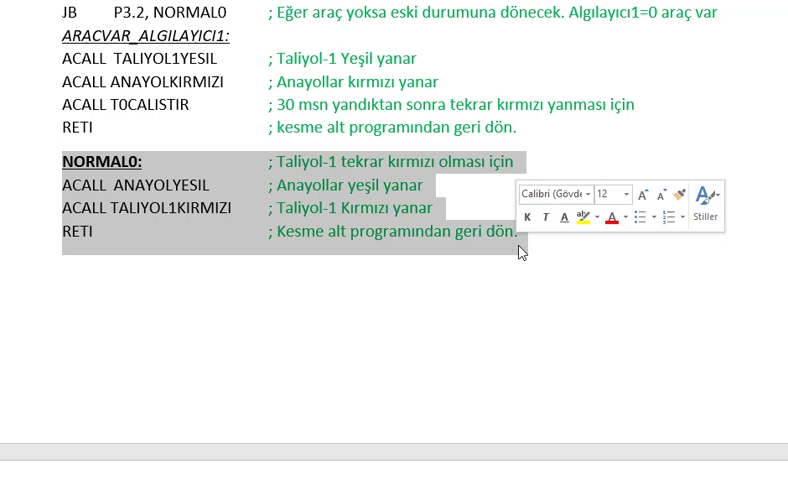 JB P3.2, NORMAL0 ; Eğer araç yoksa eski durumuna dönecek. Algılayıcı1=0 araç var
ARACVAR_ALGILAYICI1:
ACALL TALIYOL1YESIL ; Taliyol-1 Yeşil yanar
ACALL ANAYOLKIRMIZI ; Anayollar kırmızı yanar
ACALL T0CALISTIR ; 30 msn yandıktan sonra tekrar kırmızı yanması için
RETI ; kesme alt programından geri dön.
NORMAL0: ; Taliyol-1 tekrar kırmızı olması için
ACALL ANAYOLYESIL ; Anayollar yeşil yanar
ACALL TALIYOL1KIRMIZI ; Taliyol-1 Kırmızı yanar
RETI ; Kesme alt programından geri dön.
Calibri (Gövde 12 A A A
K T A ab A Stiller